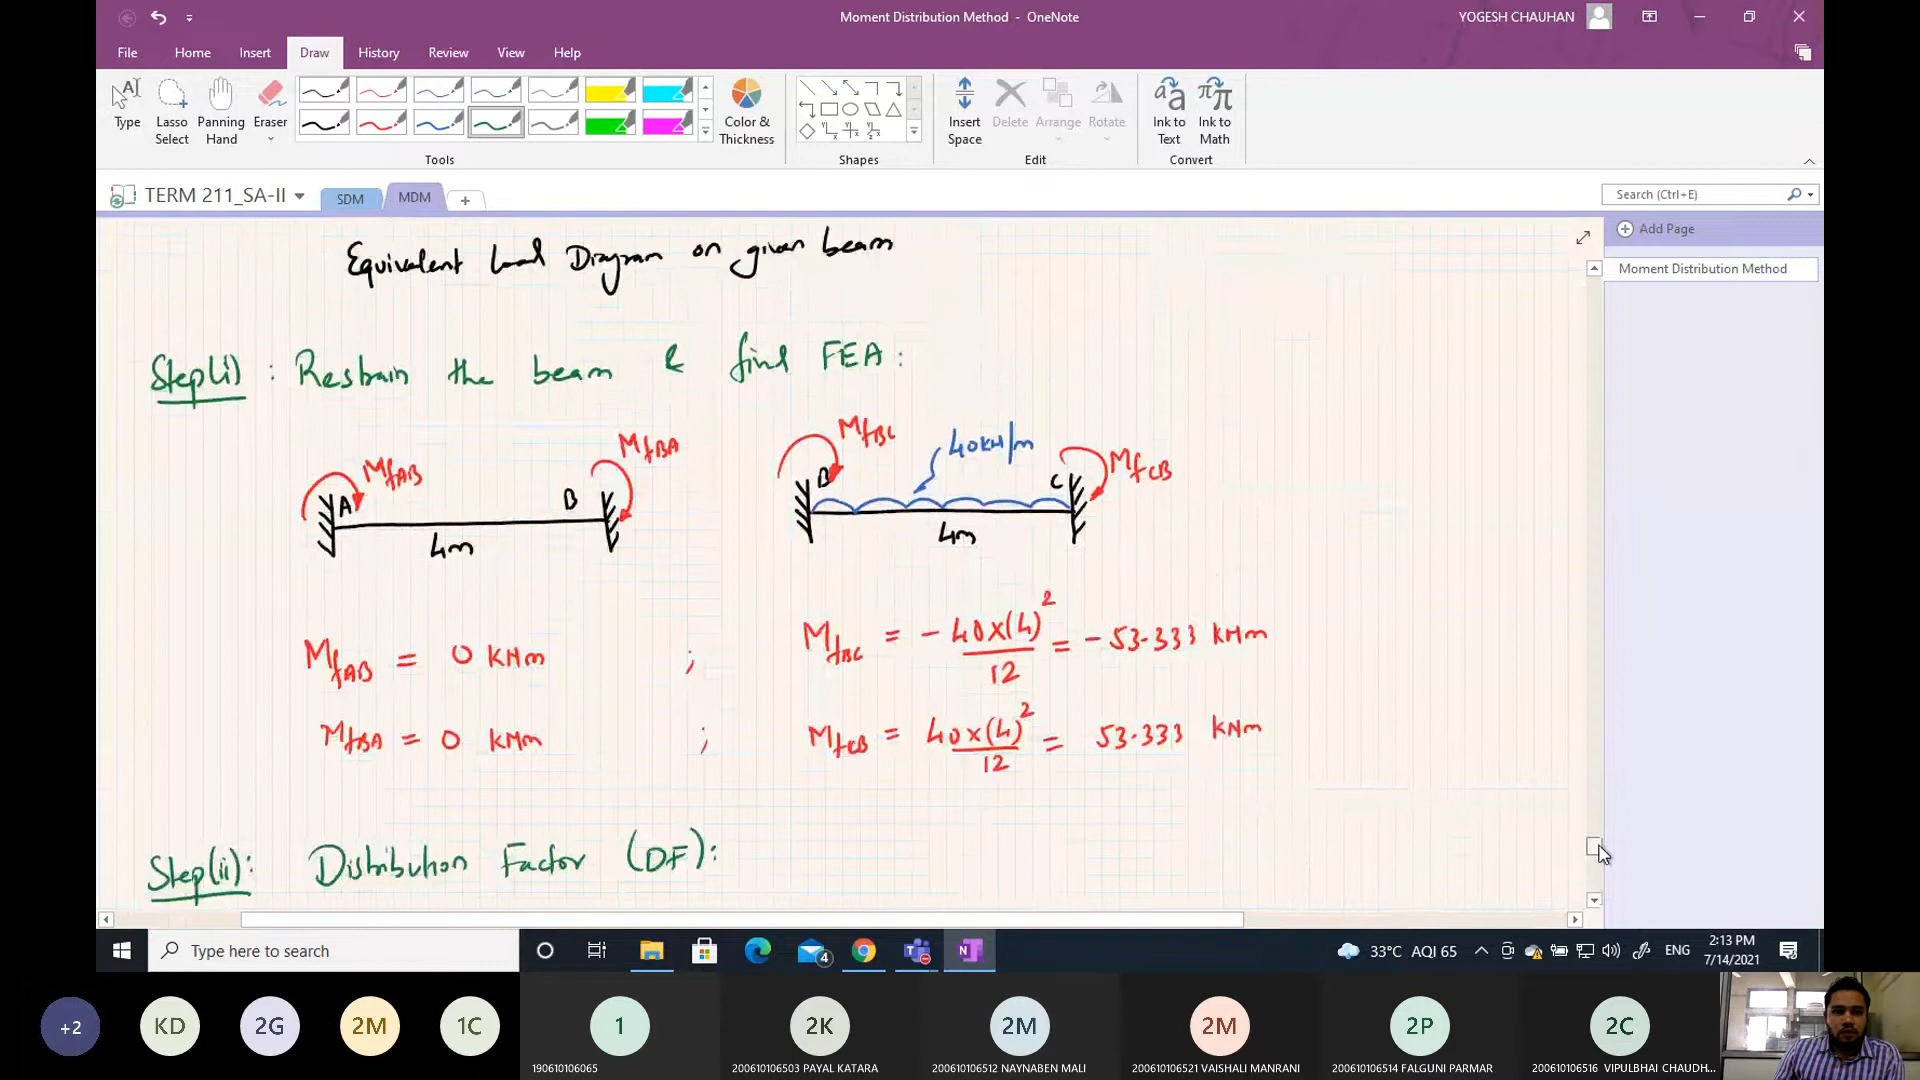 Moment Distribution Method - OneNote
YOGESH CHAUHAN
File Home Insert Draw History Review View Help
Type
Lasso Select
Panning Hand
Eraser
Tools
Color & Thickness
Shapes
Insert Space
Delete
Arrange
Rotate
Edit
Ink to Text
Ink to Math
Convert
TERM 211_SA-II
SDM
MDM
Search (Ctrl+E)
Add Page
Moment Distribution Method
Equivalent Load Diagram on given beam
Step(i) : Restrain the beam & find FEA:
MfAB
MfBA
A
B
4m
MfBC
40kN/m
MfCB
B
C
4m
MfAB = 0 kNm ;
MfBC = - 40x(4)² / 12 = - 53.333 kNm
MfBA = 0 kNm ;
MfCB = 40x(4)² / 12 = 53.333 kNm
Step(ii): Distribution Factor (DF):
Type here to search
4
33°C AQI 65
ENG
2:13 PM
7/14/2021
+2
KD
2G
2M
1C
1
2K
2M
2M
2P
2C
190610106065
200610106503 PAYAL KATARA
200610106512 NAYNABEN MALI
200610106521 VAISHALI MANRANI
200610106514 FALGUNI PARMAR
200610106516 VIPULBHAI CHAUDH...